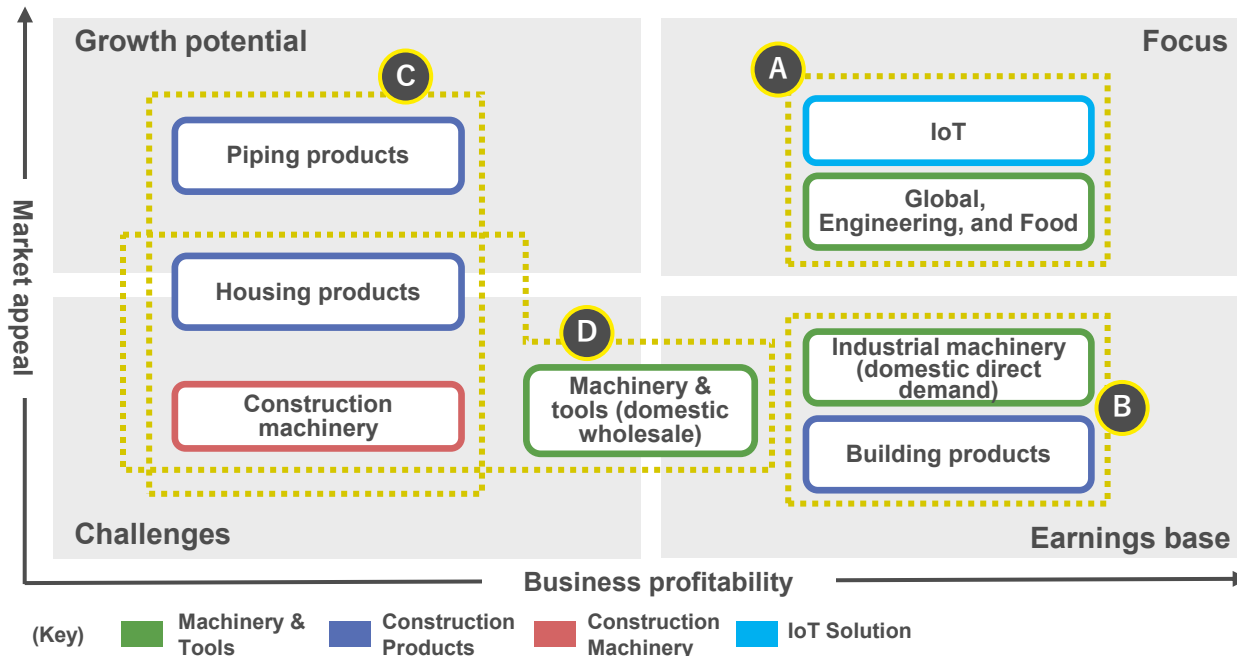 Growth potential
Focus
C
A
Piping products
IoT
Global,
Engineering, and Food
Housing products
D
Industrial machinery
(domestic direct
demand)
Machinery &
tools (domestic
wholesale)
Construction
machinery
B
Building products
Challenges
Earnings base
Market appeal
Business profitability
(Key)
Machinery &
Tools
Construction
Products
Construction
Machinery
IoT Solution